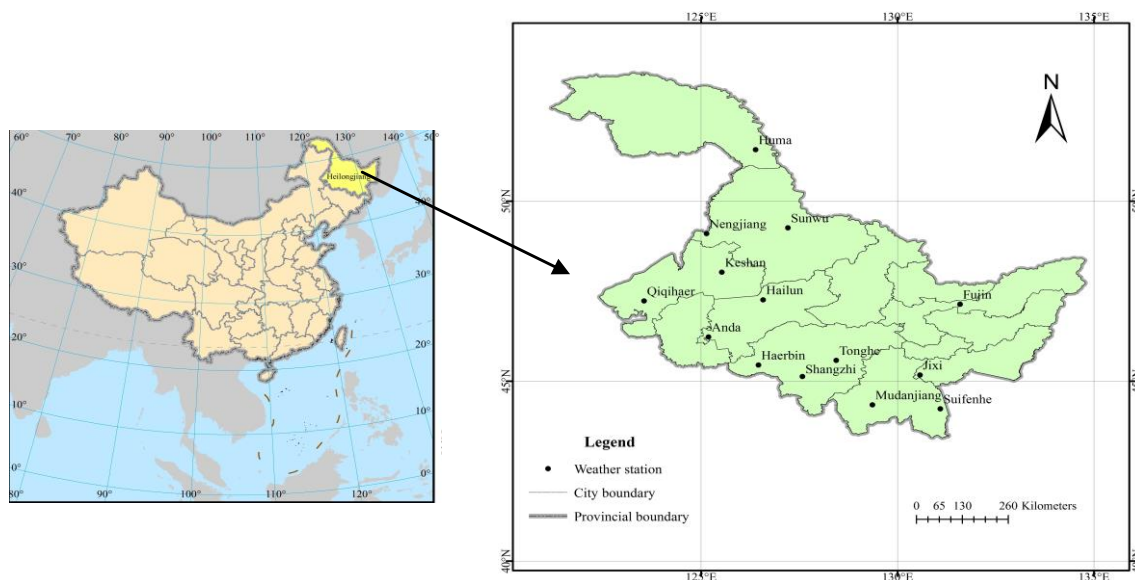 60° 70° 80° 90° 100° 110° 120° 130° 140° 50°
40°
30°
20°
10°
0°
40°
30°
20°
10°
0°
80° 90° 100° 110° 120°
Heilongjiang
125°E 130°E 135°E
50°N
40°N
125°E 130°E 135°E
N
Huma
Nengjiang
Sunwu
Keshan
Qiqihaer
Hailun
Fujin
Anda
Haerbin
Tonghe
Shangzhi
Jixi
Mudanjiang
Suifenhe
Legend
Weather station
City boundary
Provincial boundary
0 65 130 260 Kilometers
45°N